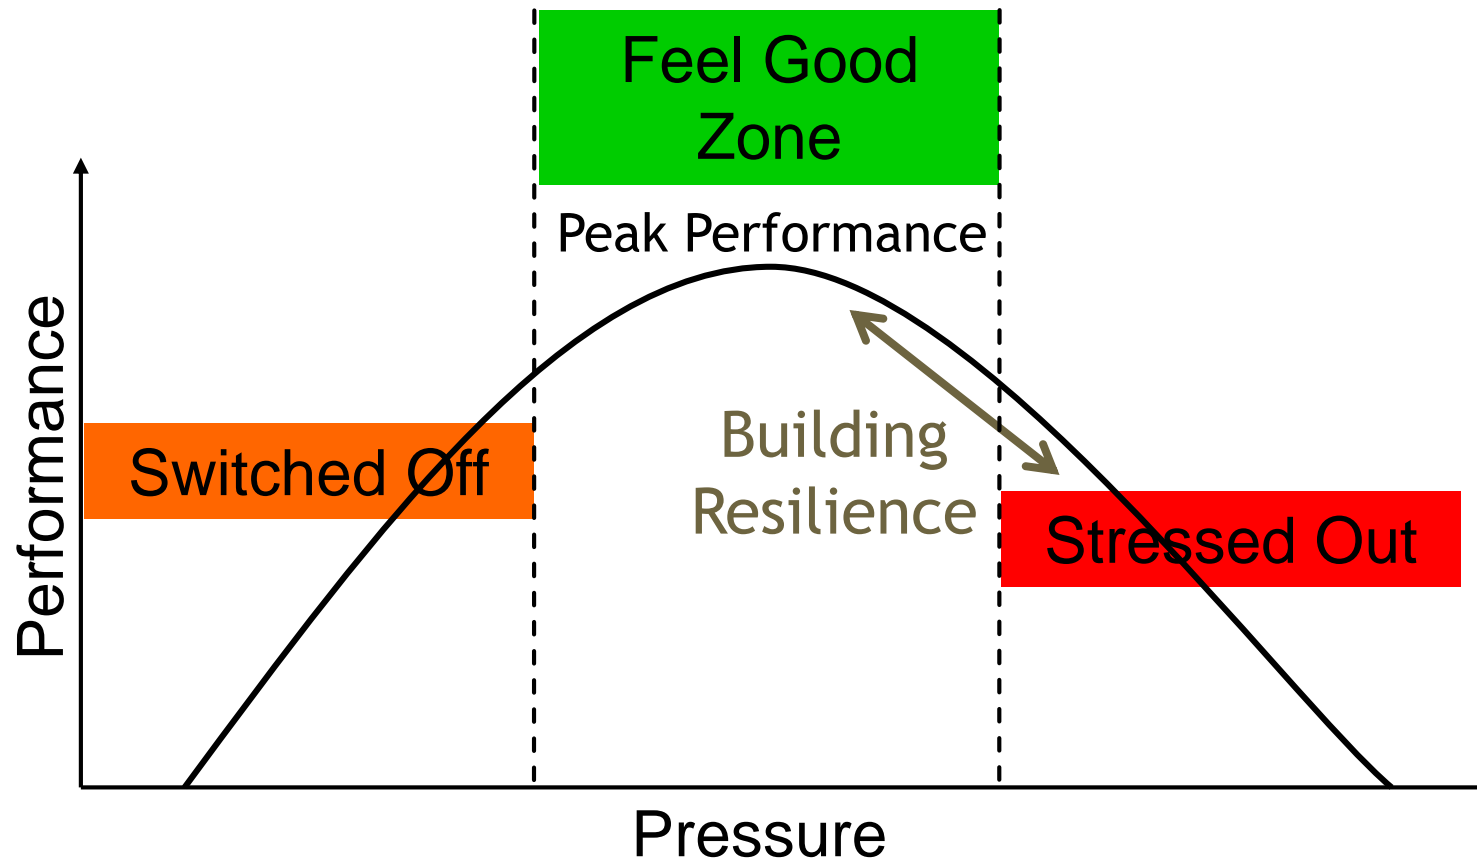 Feel Good
Zone
Peak Performance
Performance
Switched Off
Building
Resilience
Stressed Out
Pressure